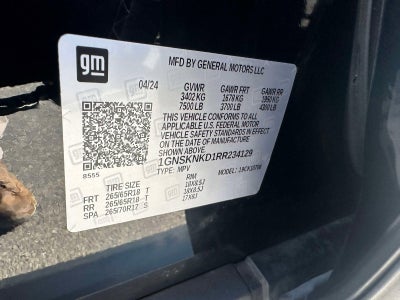 gm
MFD BY GENERAL MOTORS LLC
04/24 GVWR GAWR FRT GAWR RR
3402 KG 1678 KG 1950 KG
7500 LB 3700 LB 4300 LB
THIS VEHICLE CONFORMS TO ALL
APPLICABLE U.S. FEDERAL MOTOR
VEHICLE SAFETY STANDARDS IN EFFECT
ON THE DATE OF MANUFACTURE SHOWN ABOVE.
8555 1GNSKNKD1RR234129
TYPE: MPV MODEL:
TIRE SIZE RIM
FRT 265/65R18 T 18X8.5J
RR 265/65R18 T 18X8.5J
SPA 265/70R17 S 17X8J